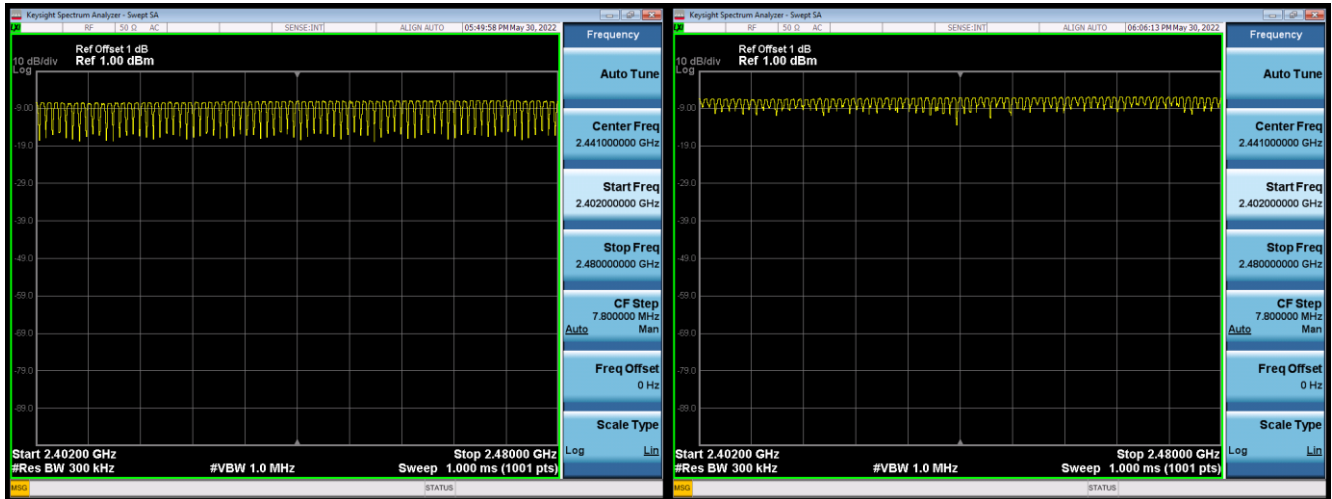 Keysight Spectrum Analyzer - Swept SA
LXI RF 50 Ω AC SENSE:INT ALIGN AUTO 05:49:58 PM May 30, 2022
Frequency
Ref Offset 1 dB
10 dB/div Ref 1.00 dBm
Log
Auto Tune
-9.00
Center Freq
2.441000000 GHz
-19.0
-29.0
Start Freq
2.402000000 GHz
-39.0
-49.0
Stop Freq
2.480000000 GHz
-59.0
CF Step
7.800000 MHz
Auto Man
-69.0
-79.0
Freq Offset
0 Hz
-89.0
Scale Type
Log Lin
Start 2.40200 GHz Stop 2.48000 GHz
#Res BW 300 kHz #VBW 1.0 MHz Sweep 1.000 ms (1001 pts)
MSG STATUS
Keysight Spectrum Analyzer - Swept SA
LXI RF 50 Ω AC SENSE:INT ALIGN AUTO 06:06:13 PM May 30, 2022
Frequency
Ref Offset 1 dB
10 dB/div Ref 1.00 dBm
Log
Auto Tune
-9.00
Center Freq
2.441000000 GHz
-19.0
-29.0
Start Freq
2.402000000 GHz
-39.0
-49.0
Stop Freq
2.480000000 GHz
-59.0
CF Step
7.800000 MHz
Auto Man
-69.0
-79.0
Freq Offset
0 Hz
-89.0
Scale Type
Log Lin
Start 2.40200 GHz Stop 2.48000 GHz
#Res BW 300 kHz #VBW 1.0 MHz Sweep 1.000 ms (1001 pts)
MSG STATUS